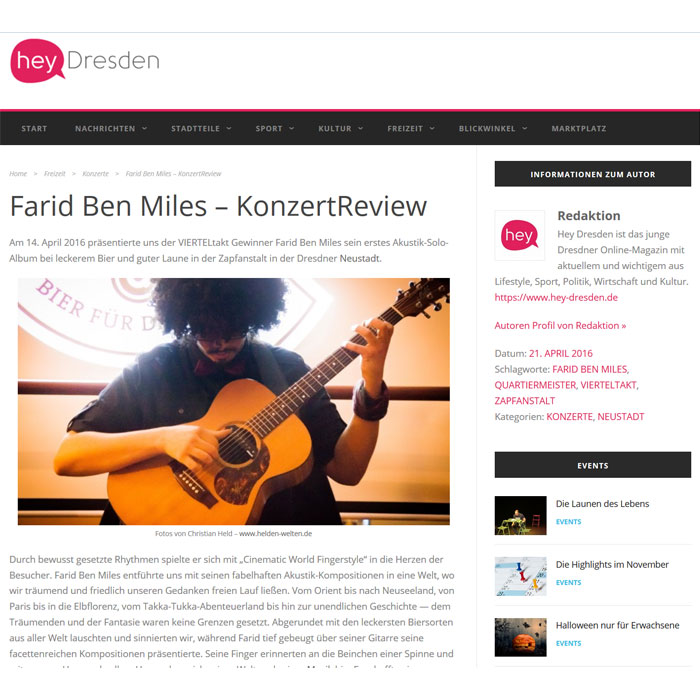 hey Dresden
START NACHRICHTEN STADTTEILE SPORT KULTUR FREIZEIT BLICKWINKEL MARKTPLATZ
Home > Freizeit > Konzerte > Farid Ben Miles – KonzertReview
Farid Ben Miles – KonzertReview
Am 14. April 2016 präsentierte uns der VIERTELtakt Gewinner Farid Ben Miles sein erstes Akustik-Solo-
Album bei leckerem Bier und guter Laune in der Zapfanstalt in der Dresdner Neustadt.
BIER FÜR D
Fotos von Christian Held – www.helden-welten.de
Durch bewusst gesetzte Rhythmen spielte er sich mit „Cinematic World Fingerstyle“ in die Herzen der
Besucher. Farid Ben Miles entführte uns mit seinen fabelhaften Akustik-Kompositionen in eine Welt, wo
wir träumend und friedlich unseren Gedanken freien Lauf ließen. Vom Orient bis nach Neuseeland, von
Paris bis in die Elbflorenz, vom Takka-Tukka-Abenteuerland bis hin zur unendlichen Geschichte — dem
Träumenden und der Fantasie waren keine Grenzen gesetzt. Abgerundet mit den leckersten Biersorten
aus aller Welt lauschten und sinnierten wir, während Farid tief gebeugt über seiner Gitarre seine
facettenreichen Kompositionen präsentierte. Seine Finger erinnerten an die Beinchen einer Spinne und
INFORMATIONEN ZUM AUTOR
hey
Redaktion
Hey Dresden ist das junge
Dresdner Online-Magazin mit
aktuellem und wichtigem aus
Lifestyle, Sport, Politik, Wirtschaft und Kultur.
https://www.hey-dresden.de
Autoren Profil von Redaktion »
Datum: 21. APRIL 2016
Schlagworte: FARID BEN MILES,
QUARTIERMEISTER, VIERTELTAKT,
ZAPFANSTALT
Kategorien: KONZERTE, NEUSTADT
EVENTS
Die Launen des Lebens
EVENTS
Die Highlights im November
EVENTS
Halloween nur für Erwachsene
EVENTS